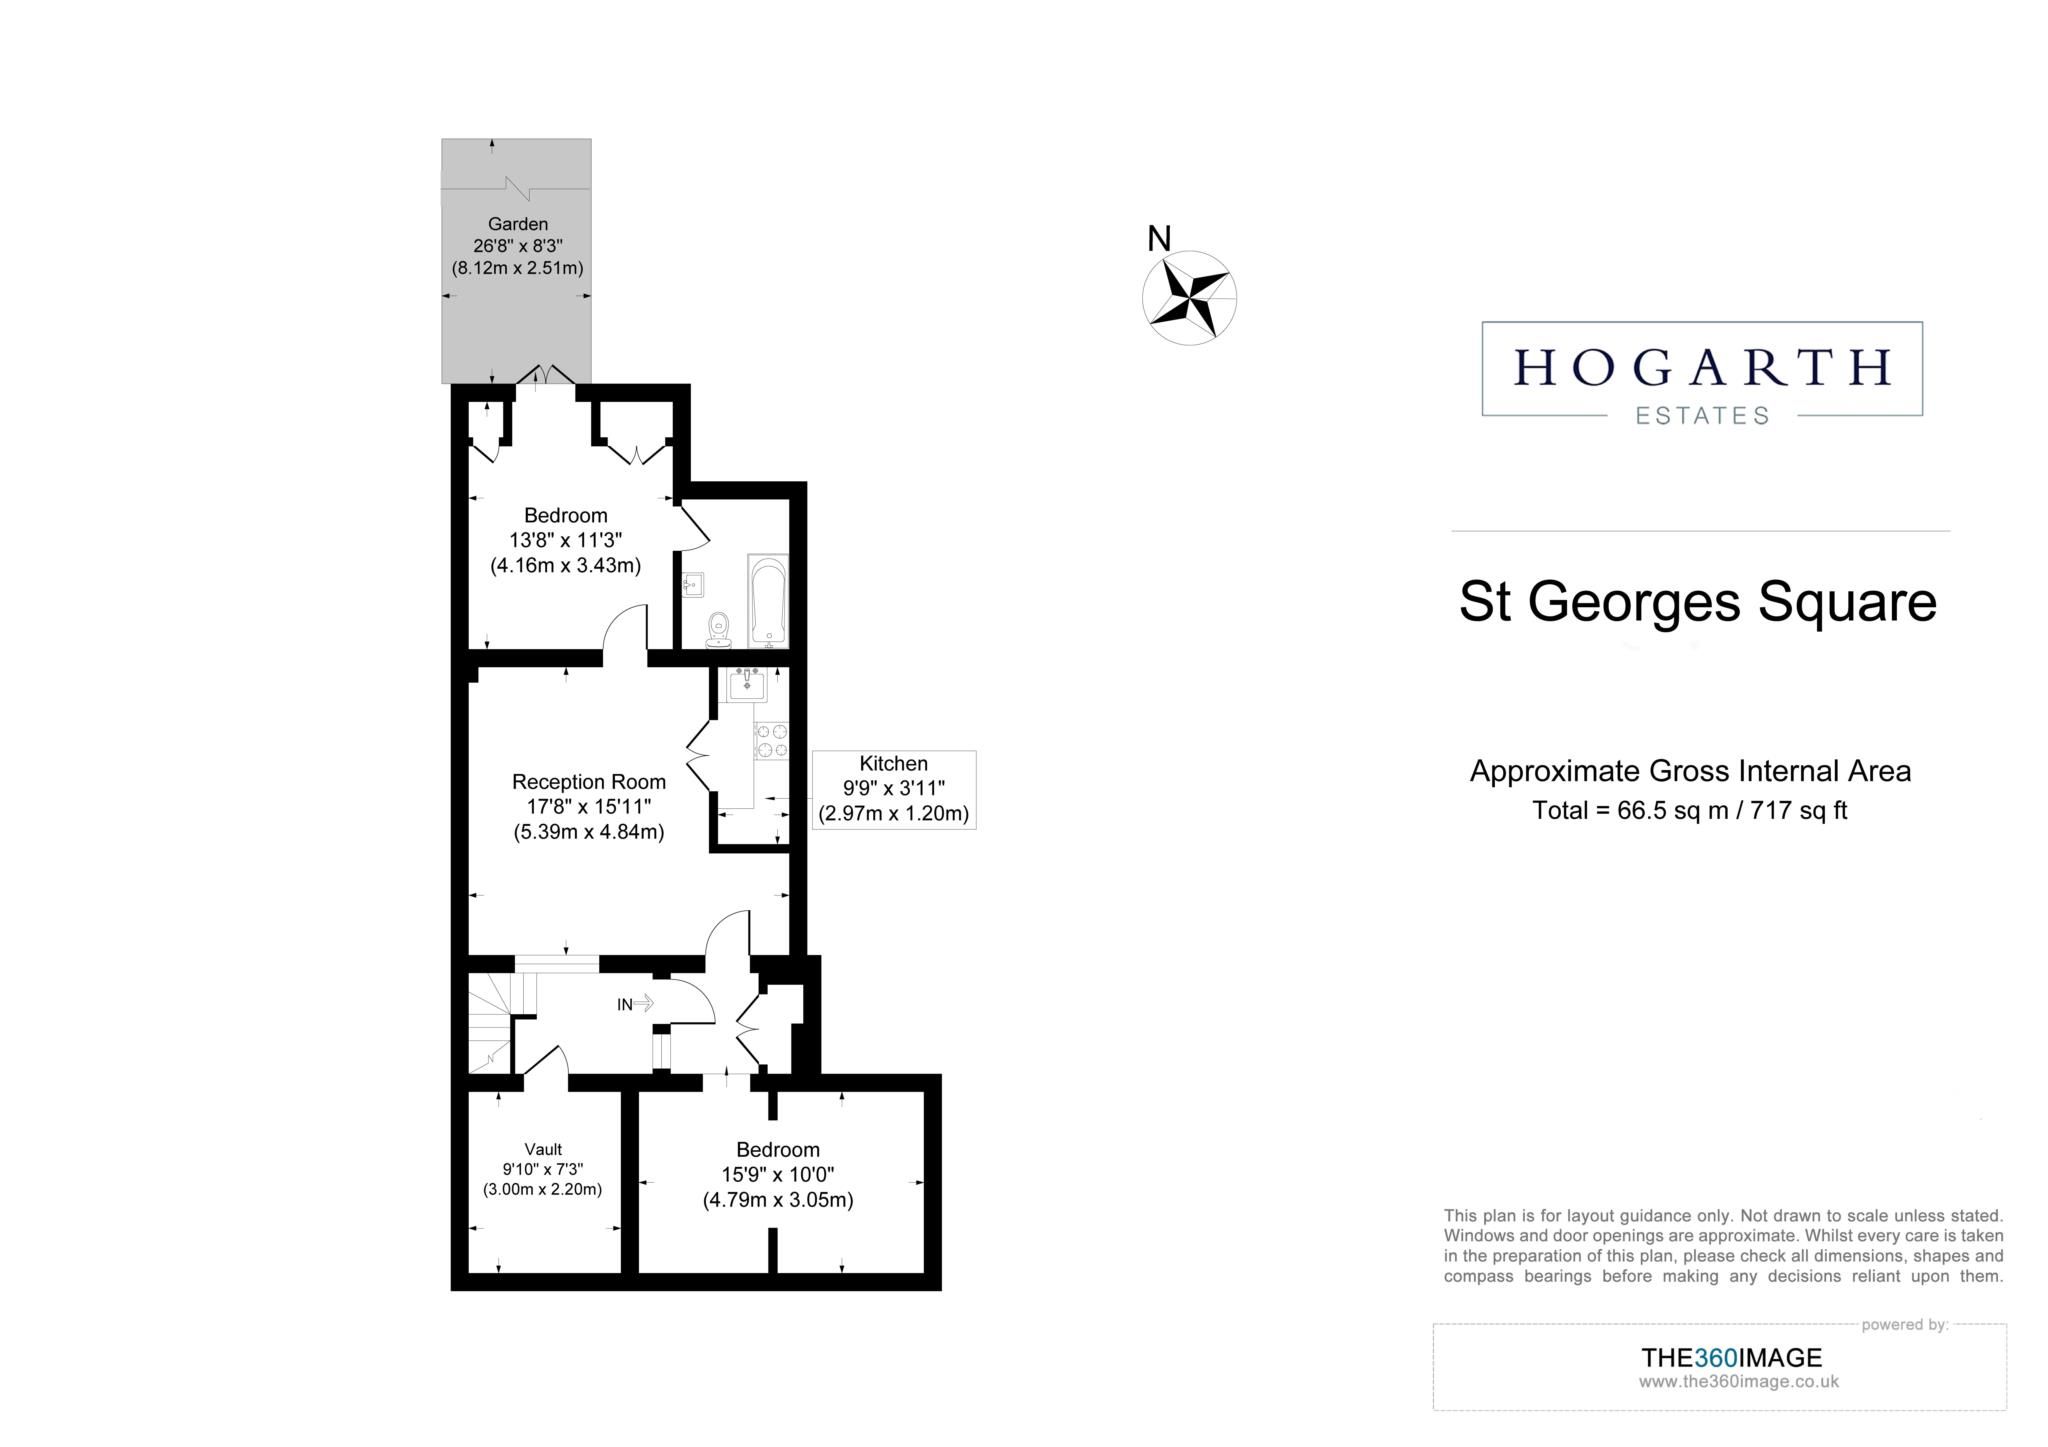 Garden
26'8" x 8'3"
(8.12m x 2.51m)
N
HOGARTH
ESTATES
Bedroom
13'8" x 11'3"
(4.16m x 3.43m)
St Georges Square
Reception Room
17'8" x 15'11"
(5.39m x 4.84m)
Kitchen
9'9" x 3'11"
(2.97m x 1.20m)
Approximate Gross Internal Area
Total = 66.5 sq m / 717 sq ft
IN
N
Vault
9'10" x 7'3"
(3.00m x 2.20m)
Bedroom
15'9" x 10'0"
(4.79m x 3.05m)
This plan is for layout guidance only. Not drawn to scale unless stated.
Windows and door openings are approximate. Whilst every care is taken
in the preparation of this plan, please check all dimensions, shapes and
compass bearings before making any decisions reliant upon them.
powered by:
THE360IMAGE
www.the360image.co.uk